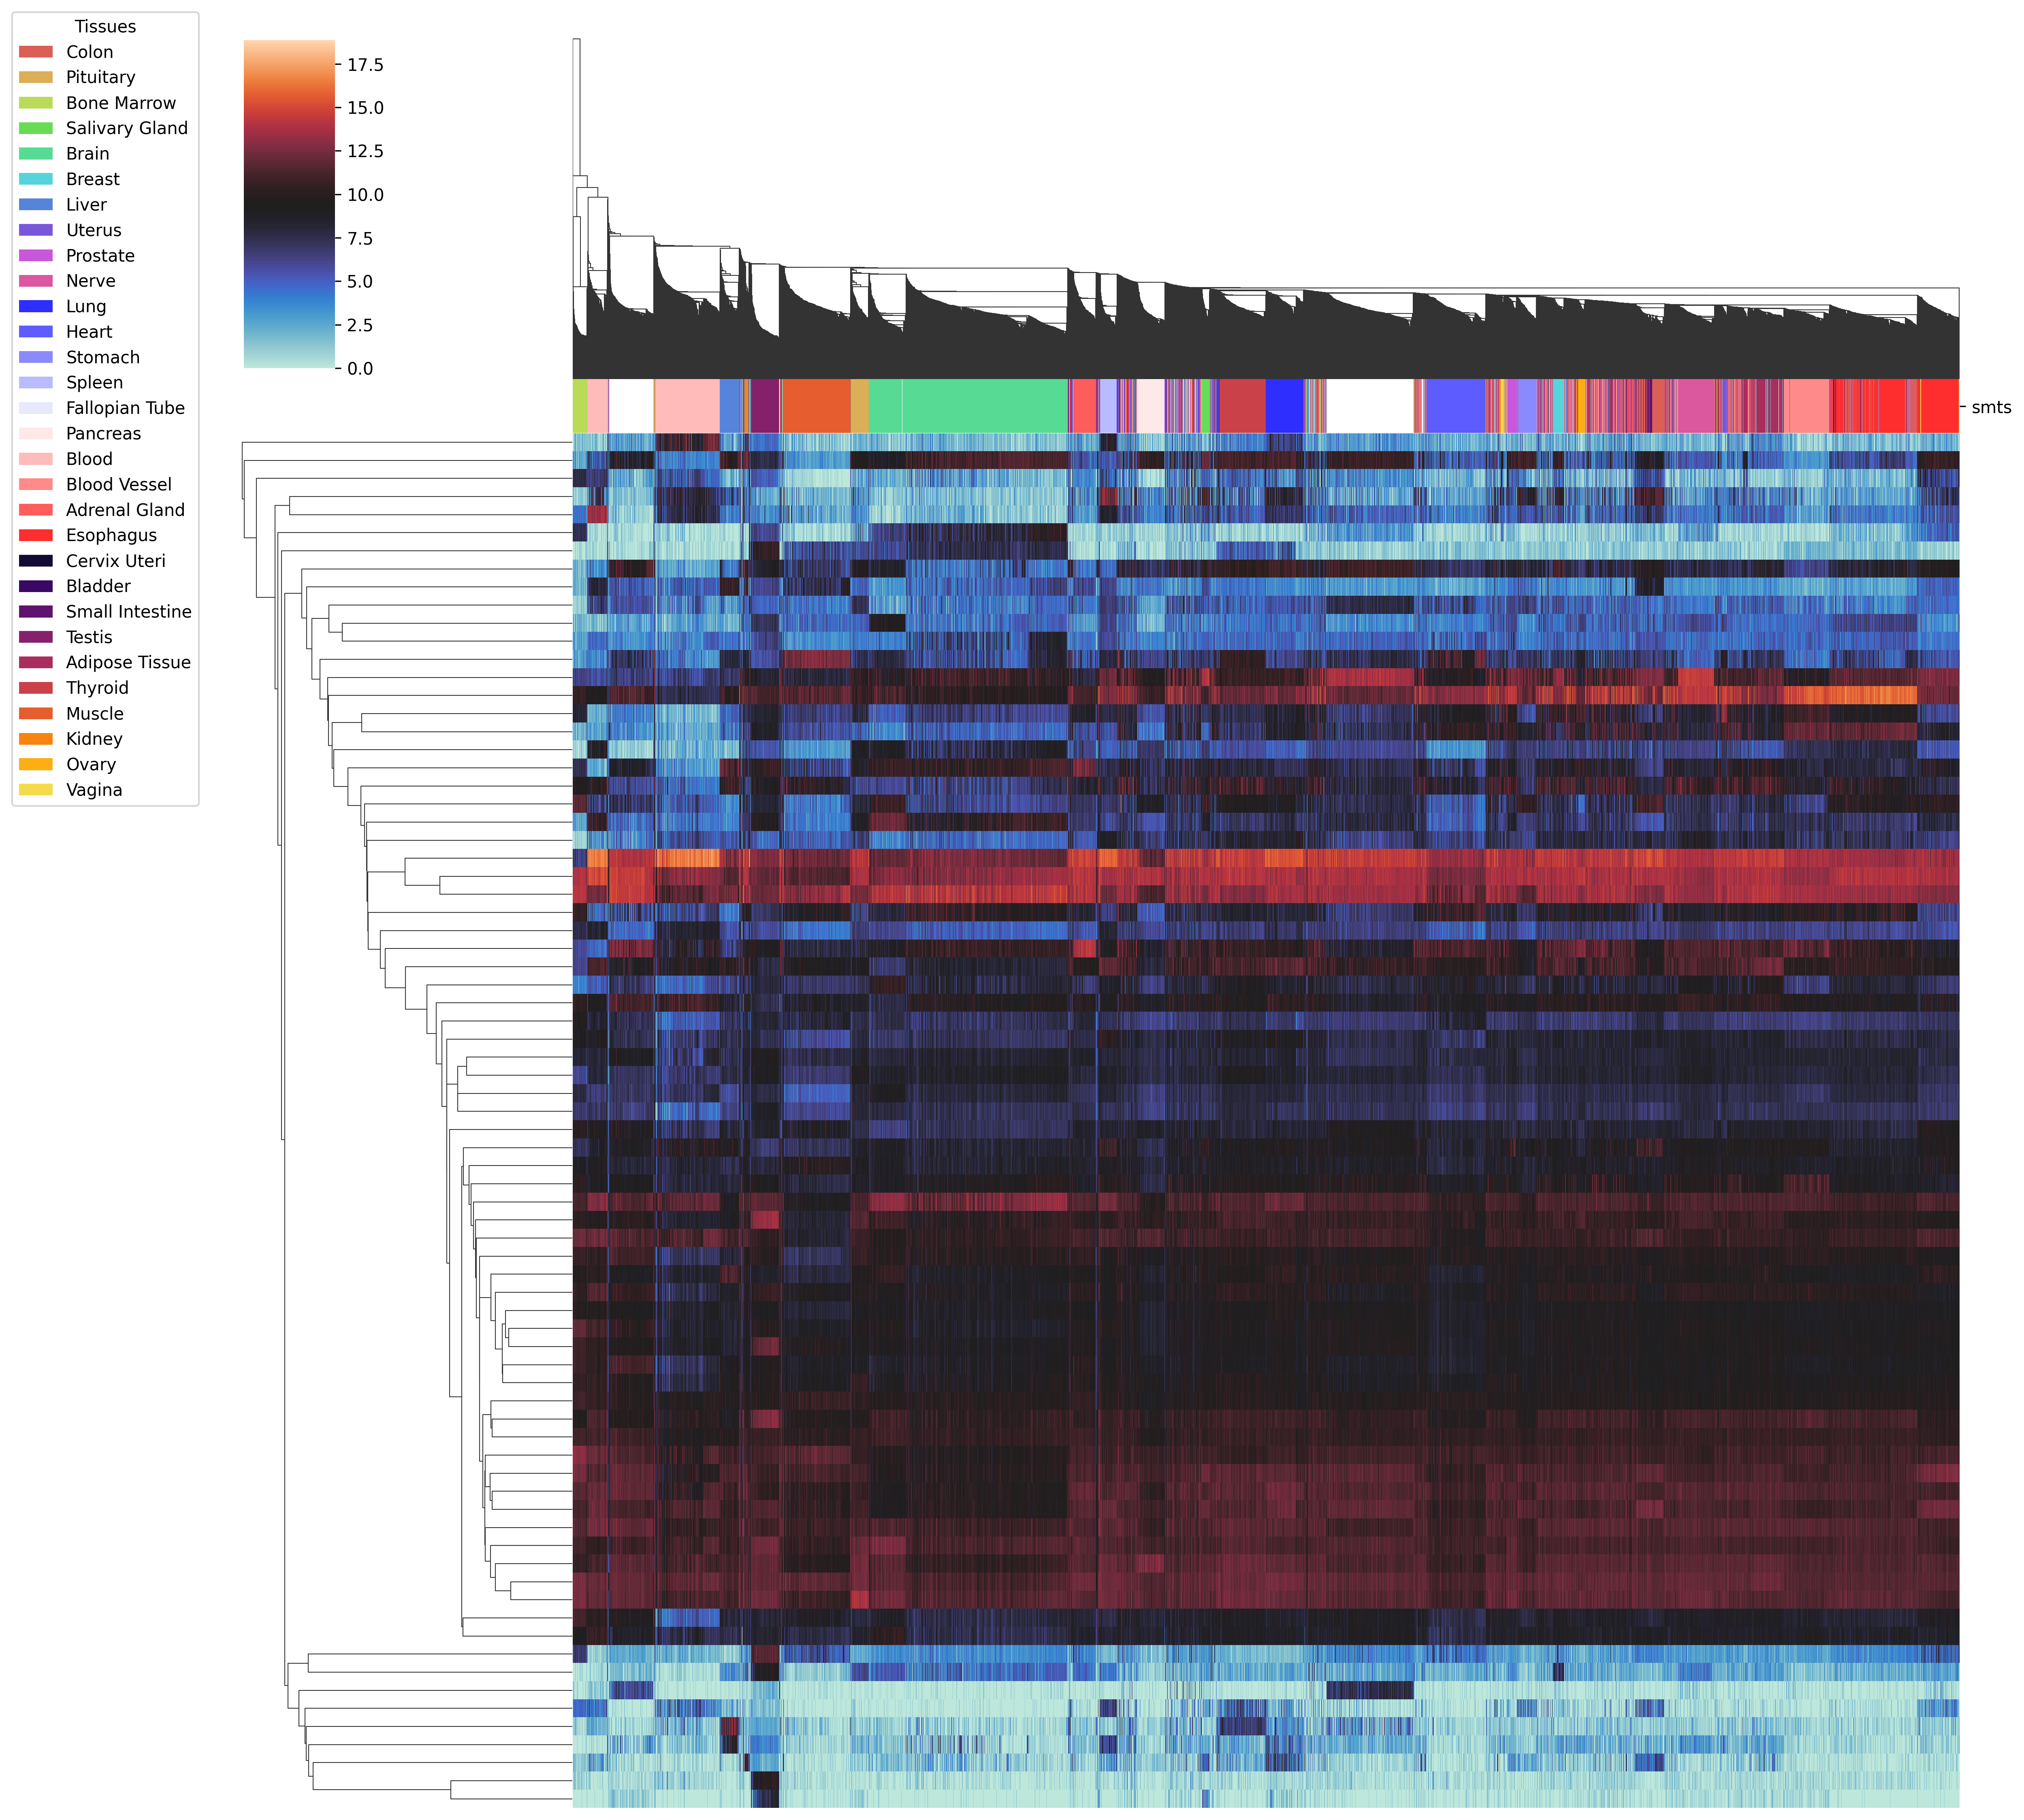 Tissues
Colon
Pituitary
Bone Marrow
Salivary Gland
Brain
Breast
Liver
Uterus
Prostate
Nerve
Lung
Heart
Stomach
Spleen
Fallopian Tube
Pancreas
Blood
Blood Vessel
Adrenal Gland
Esophagus
Cervix Uteri
Bladder
Small Intestine
Testis
Adipose Tissue
Thyroid
Muscle
Kidney
Ovary
Vagina
17.5
15.0
12.5
10.0
7.5
5.0
2.5
0.0
smts